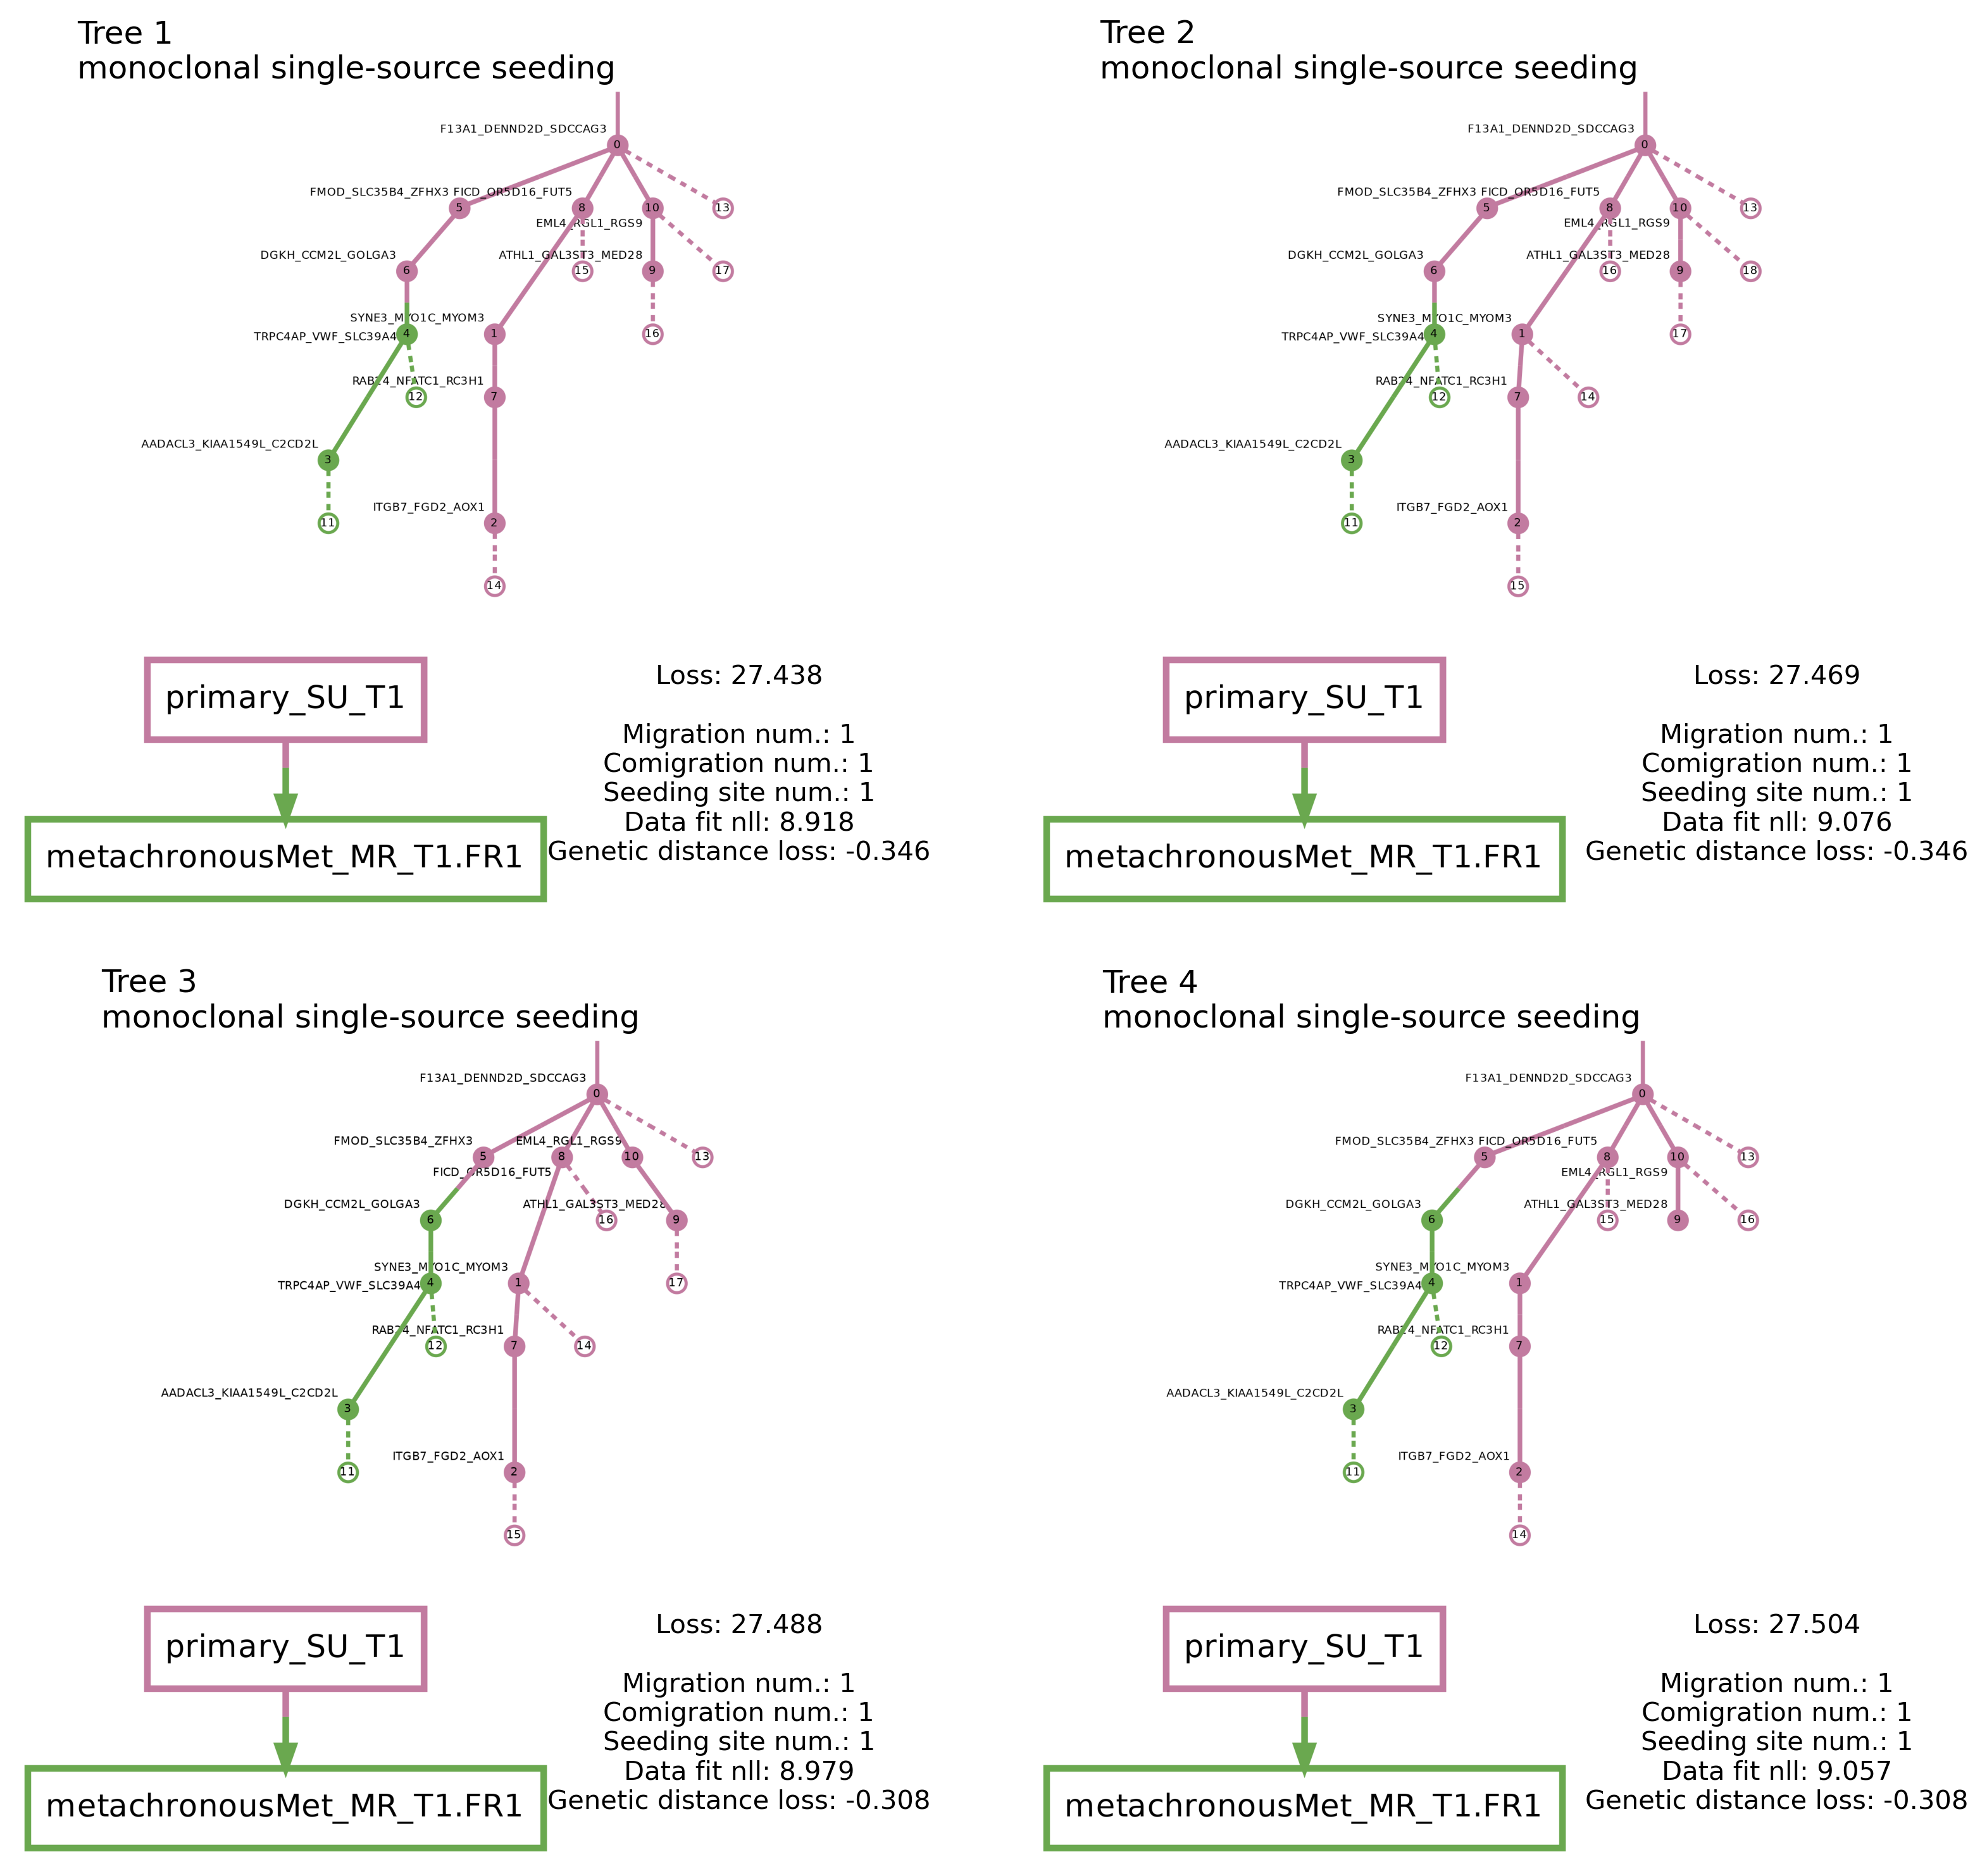 Tree 1
monoclonal single-source seeding
F13A1_DENND2D_SDCCAG3
0
FMOD_SLC35B4_ZFHX3 FICD_OR5D16_FUT5
5
8
10
13
EML4_RGL1_RGS9
DGKH_CCM2L_GOLGA3
ATHL1_GAL3ST3_MED28
6
15
9
17
SYNE3_MYO1C_MYOM3
TRPC4AP_VWF_SLC39A4
4
1
16
RAB24_NFATC1_RC3H1
12
7
AADACL3_KIAA1549L_C2CD2L
3
ITGB7_FGD2_AOX1
11
2
14
primary_SU_T1
metachronousMet_MR_T1.FR1
Loss: 27.438
Migration num.: 1
Comigration num.: 1
Seeding site num.: 1
Data fit nll: 8.918
Genetic distance loss: -0.346
Tree 2
monoclonal single-source seeding
F13A1_DENND2D_SDCCAG3
0
FMOD_SLC35B4_ZFHX3 FICD_OR5D16_FUT5
5
8
10
13
EML4_RGL1_RGS9
DGKH_CCM2L_GOLGA3
ATHL1_GAL3ST3_MED28
6
16
9
18
SYNE3_MYO1C_MYOM3
TRPC4AP_VWF_SLC39A4
4
1
17
RAB24_NFATC1_RC3H1
12
7
14
AADACL3_KIAA1549L_C2CD2L
3
ITGB7_FGD2_AOX1
11
2
15
primary_SU_T1
metachronousMet_MR_T1.FR1
Loss: 27.469
Migration num.: 1
Comigration num.: 1
Seeding site num.: 1
Data fit nll: 9.076
Genetic distance loss: -0.346
Tree 3
monoclonal single-source seeding
F13A1_DENND2D_SDCCAG3
0
FMOD_SLC35B4_ZFHX3
EML4_RGL1_RGS9
5
8
10
13
FICD_OR5D16_FUT5
DGKH_CCM2L_GOLGA3
ATHL1_GAL3ST3_MED28
6
16
9
SYNE3_MYO1C_MYOM3
TRPC4AP_VWF_SLC39A4
4
1
17
RAB24_NFATC1_RC3H1
12
7
14
AADACL3_KIAA1549L_C2CD2L
3
ITGB7_FGD2_AOX1
11
2
15
primary_SU_T1
metachronousMet_MR_T1.FR1
Loss: 27.488
Migration num.: 1
Comigration num.: 1
Seeding site num.: 1
Data fit nll: 8.979
Genetic distance loss: -0.308
Tree 4
monoclonal single-source seeding
F13A1_DENND2D_SDCCAG3
0
FMOD_SLC35B4_ZFHX3 FICD_OR5D16_FUT5
5
8
10
13
EML4_RGL1_RGS9
DGKH_CCM2L_GOLGA3
ATHL1_GAL3ST3_MED28
6
15
9
16
SYNE3_MYO1C_MYOM3
TRPC4AP_VWF_SLC39A4
4
1
RAB24_NFATC1_RC3H1
12
7
AADACL3_KIAA1549L_C2CD2L
3
ITGB7_FGD2_AOX1
11
2
14
primary_SU_T1
metachronousMet_MR_T1.FR1
Loss: 27.504
Migration num.: 1
Comigration num.: 1
Seeding site num.: 1
Data fit nll: 9.057
Genetic distance loss: -0.308